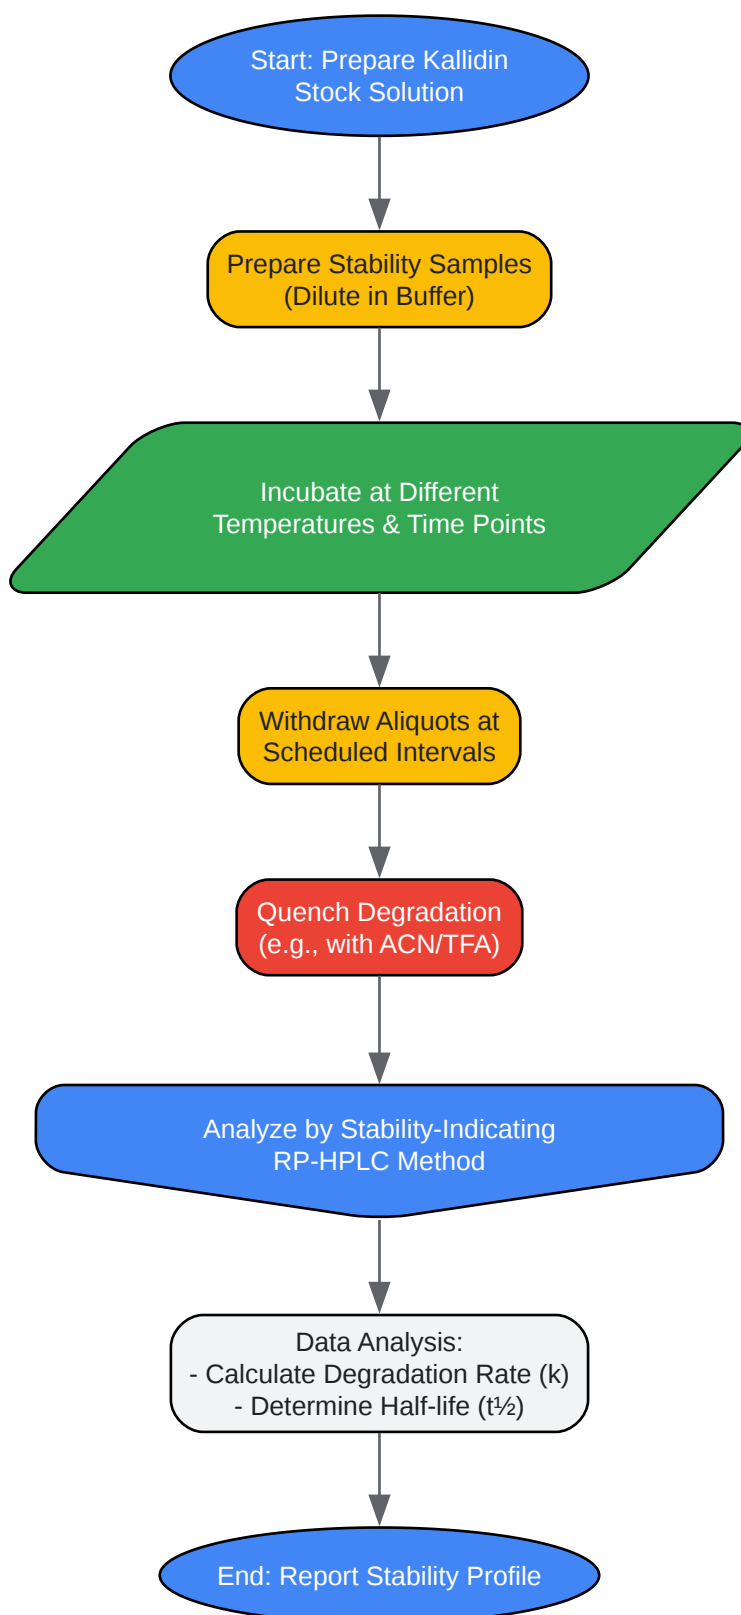 Start: Prepare Kallidin
Stock Solution
Prepare Stability Samples
(Dilute in Buffer)
Incubate at Different
Temperatures & Time Points
Withdraw Aliquots at
Scheduled Intervals
Quench Degradation
(e.g., with ACN/TFA)
Analyze by Stability-Indicating
RP-HPLC Method
Data Analysis:
- Calculate Degradation Rate (k)
- Determine Half-life (t½)
End: Report Stability Profile